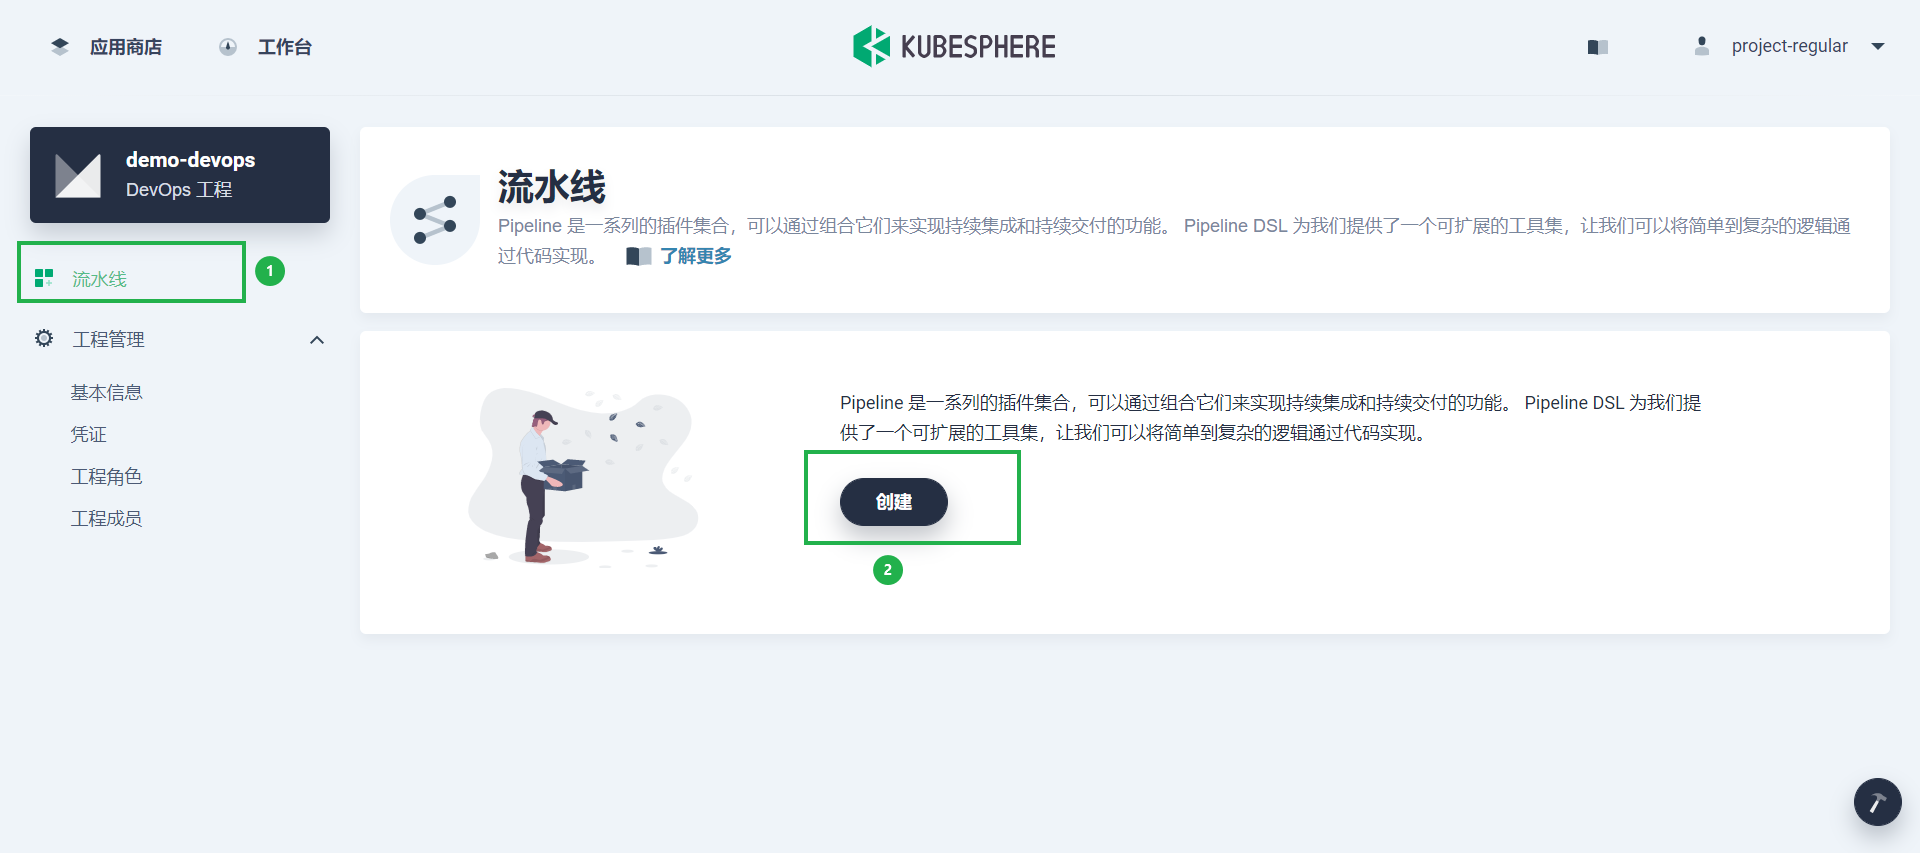 应用商店
工作台
KUBESPHERE
project-regular
demo-devops
DevOps 工程
流水线
1
工程管理
基本信息
凭证
工程角色
工程成员
流水线
Pipeline 是一系列的插件集合，可以通过组合它们来实现持续集成和持续交付的功能。 Pipeline DSL 为我们提供了一个可扩展的工具集，让我们可以将简单到复杂的逻辑通
过代码实现。 了解更多
Pipeline 是一系列的插件集合，可以通过组合它们来实现持续集成和持续交付的功能。 Pipeline DSL 为我们提
供了一个可扩展的工具集，让我们可以将简单到复杂的逻辑通过代码实现。
创建
2